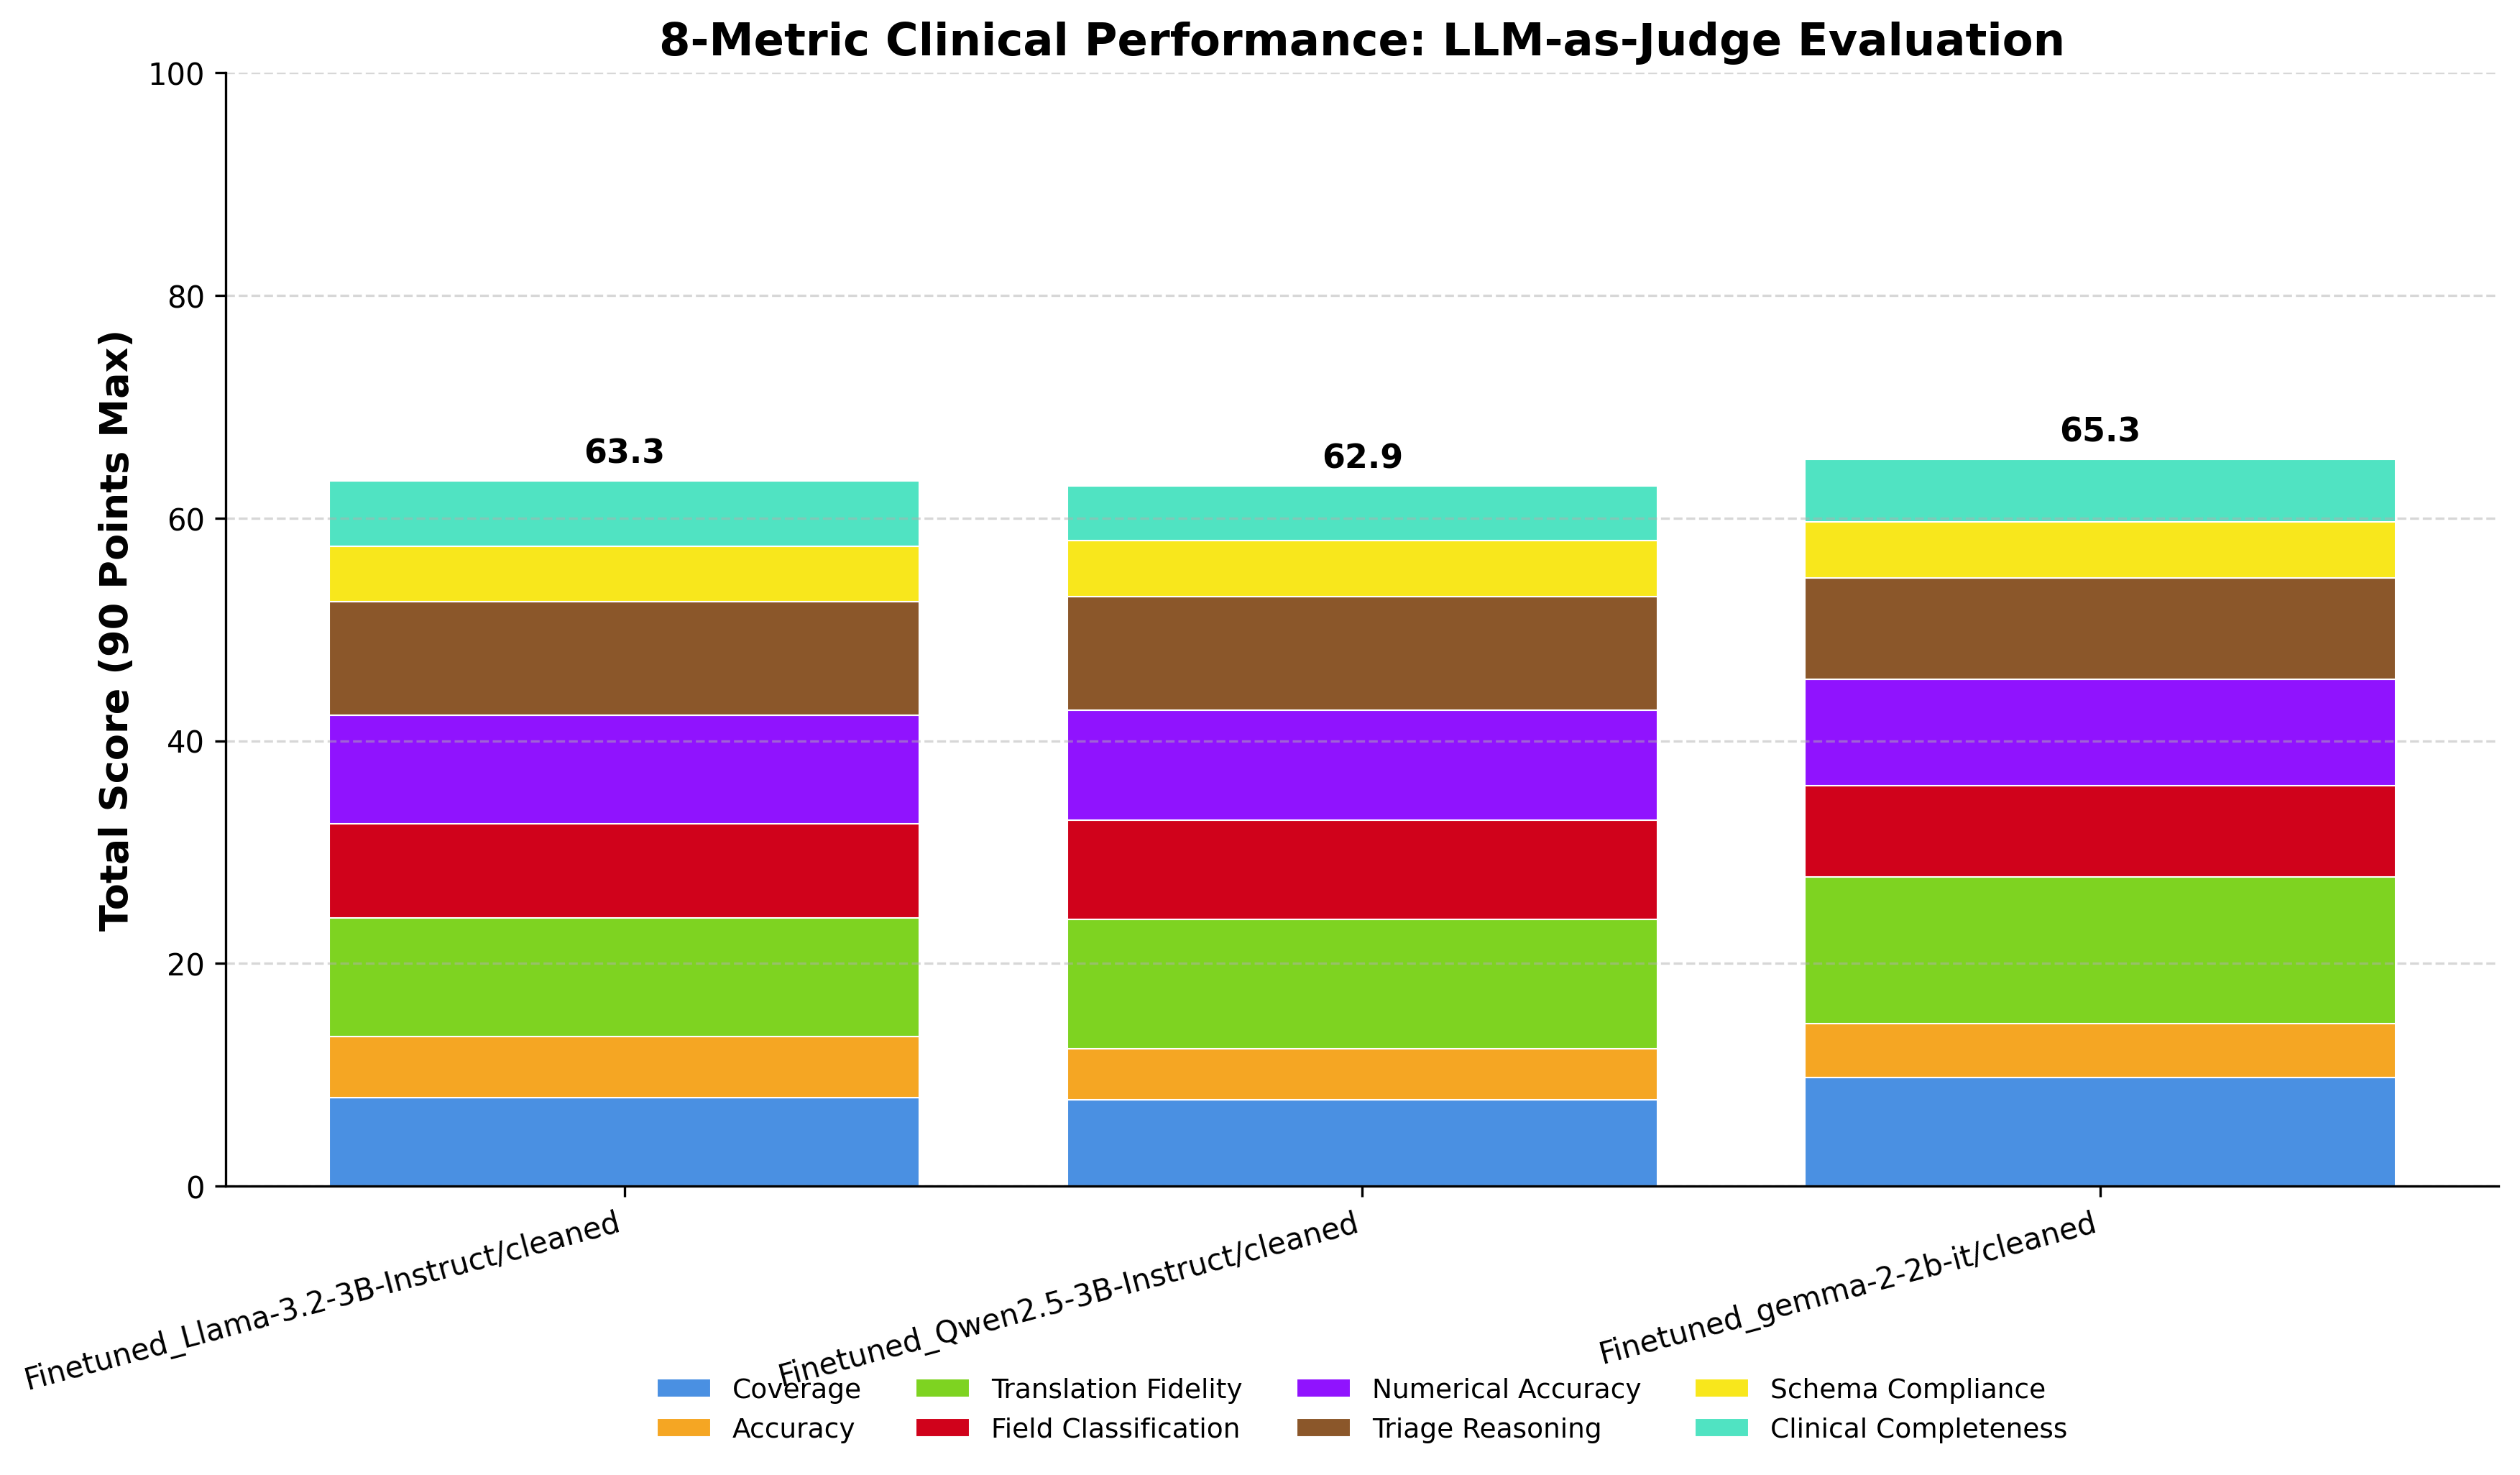 8-Metric Clinical Performance: LLM-as-Judge Evaluation
Total Score (90 Points Max)
100
80
60
40
20
0
63.3
62.9
65.3
Finetuned_Llama-3.2-3B-Instruct/cleaned
Finetuned_Qwen2.5-3B-Instruct/cleaned
Finetuned_gemma-2-2b-it/cleaned
Coverage
Accuracy
Translation Fidelity
Field Classification
Numerical Accuracy
Triage Reasoning
Schema Compliance
Clinical Completeness